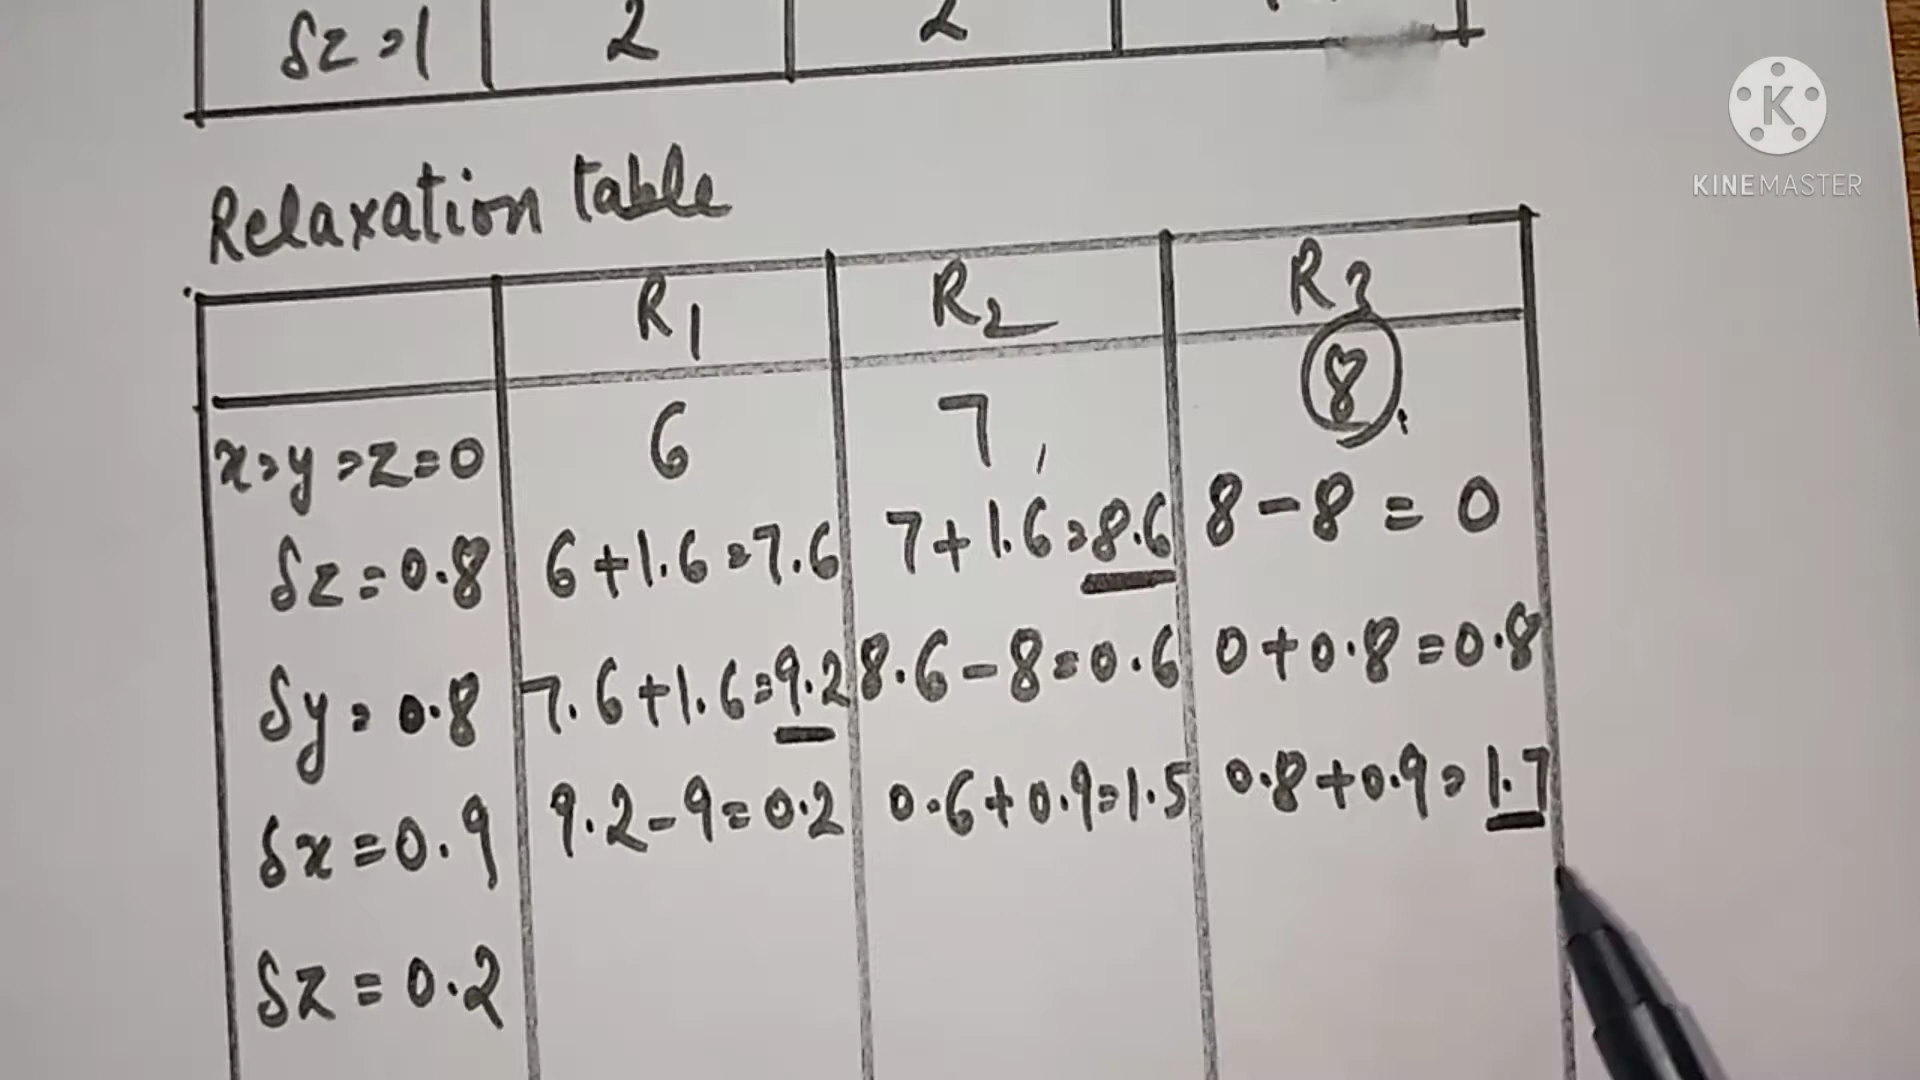 δz=1 2 2
K
KINEMASTER
Relaxation table
R1 R2 R3
x=y=z=0 6 7, 8
δz=0.8 6+1.6=7.6 7+1.6=8.6 8-8=0
δy=0.8 7.6+1.6=9.2 8.6-8=0.6 0+0.8=0.8
δx=0.9 9.2-9=0.2 0.6+0.9=1.5 0.8+0.9=1.7
δz=0.2